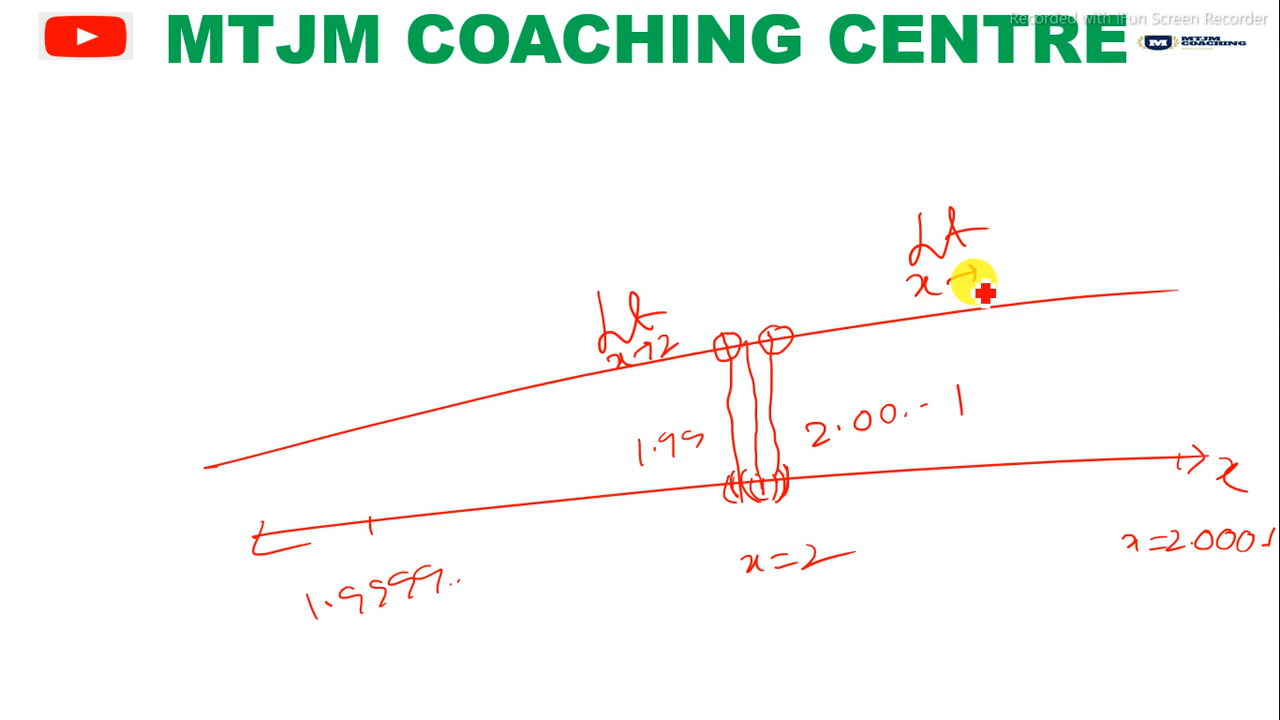 Recorded with iFun Screen Recorder
MTJM COACHING CENTRE
MTJM
COACHING
Lt
x→
Lt
x→2
1.99
2.00.-1
x
x=2
x=2.0001
1.9999..